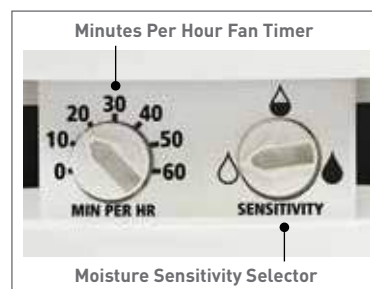 Minutes Per Hour Fan Timer
30
20 40
10 50
0 60
MIN PER HR SENSITIVITY
Moisture Sensitivity Selector